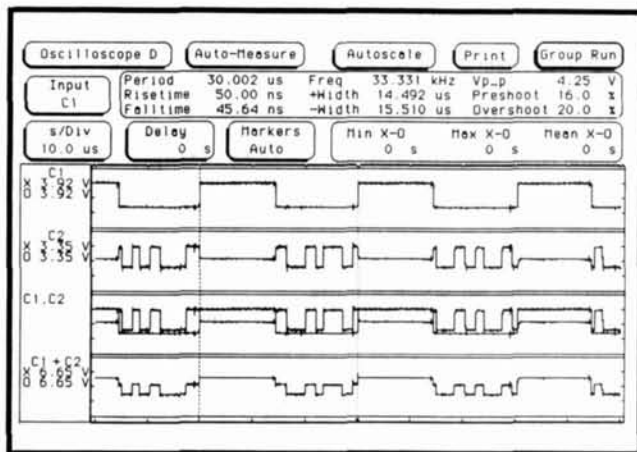 Oscilloscope D Auto-Measure Autoscale Print Group Run
Input
C1
Period 30.002 us Freq 33.331 kHz Vp_p 4.25 V
Risetime 50.00 ns +Width 14.492 us Preshoot 16.0 %
Falltime 45.64 ns -Width 15.510 us Overshoot 20.0 %
s/Div
10.0 us
Delay
0 s
Markers
Auto
Min X-O Max X-O Mean X-O
0 s 0 s 0 s
C1
X 3.92 V
O 3.92 V
C2
X 3.35 V
O 3.35 V
C1,C2
C1+C2
X 6.65 V
O 6.65 V